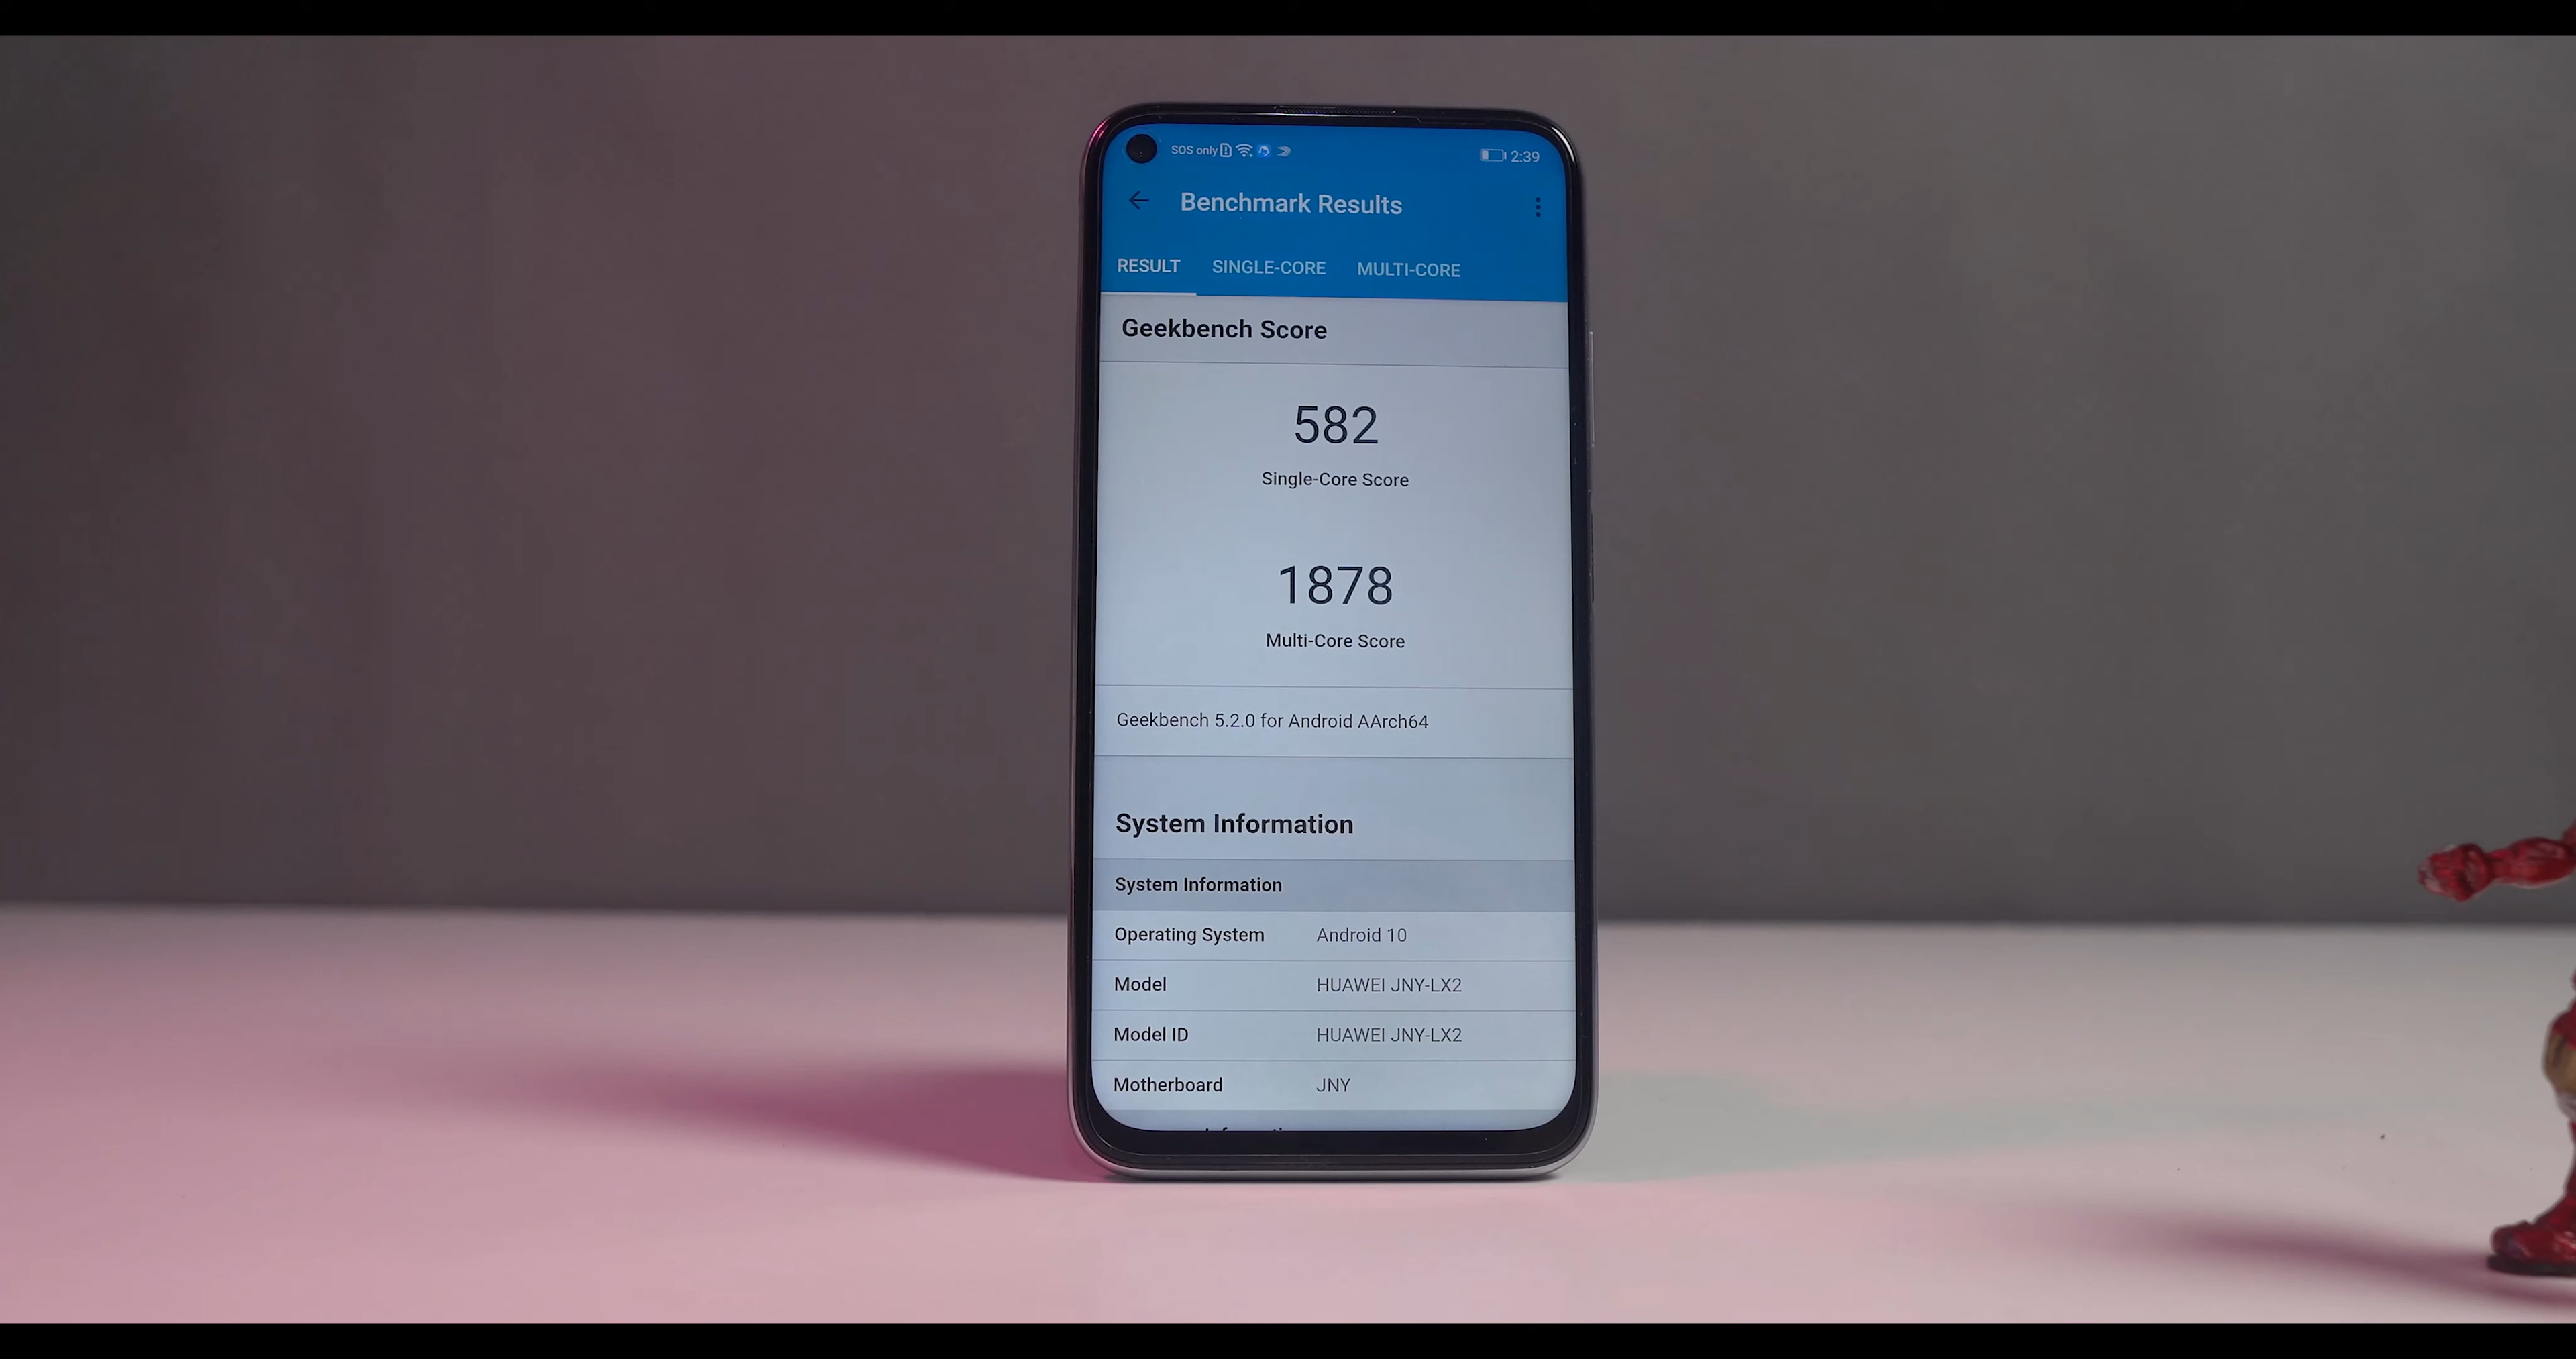 SOS only
2:39
Benchmark Results
RESULT SINGLE-CORE MULTI-CORE
Geekbench Score
582
Single-Core Score
1878
Multi-Core Score
Geekbench 5.2.0 for Android AArch64
System Information
System Information
Operating System Android 10
Model HUAWEI JNY-LX2
Model ID HUAWEI JNY-LX2
Motherboard JNY